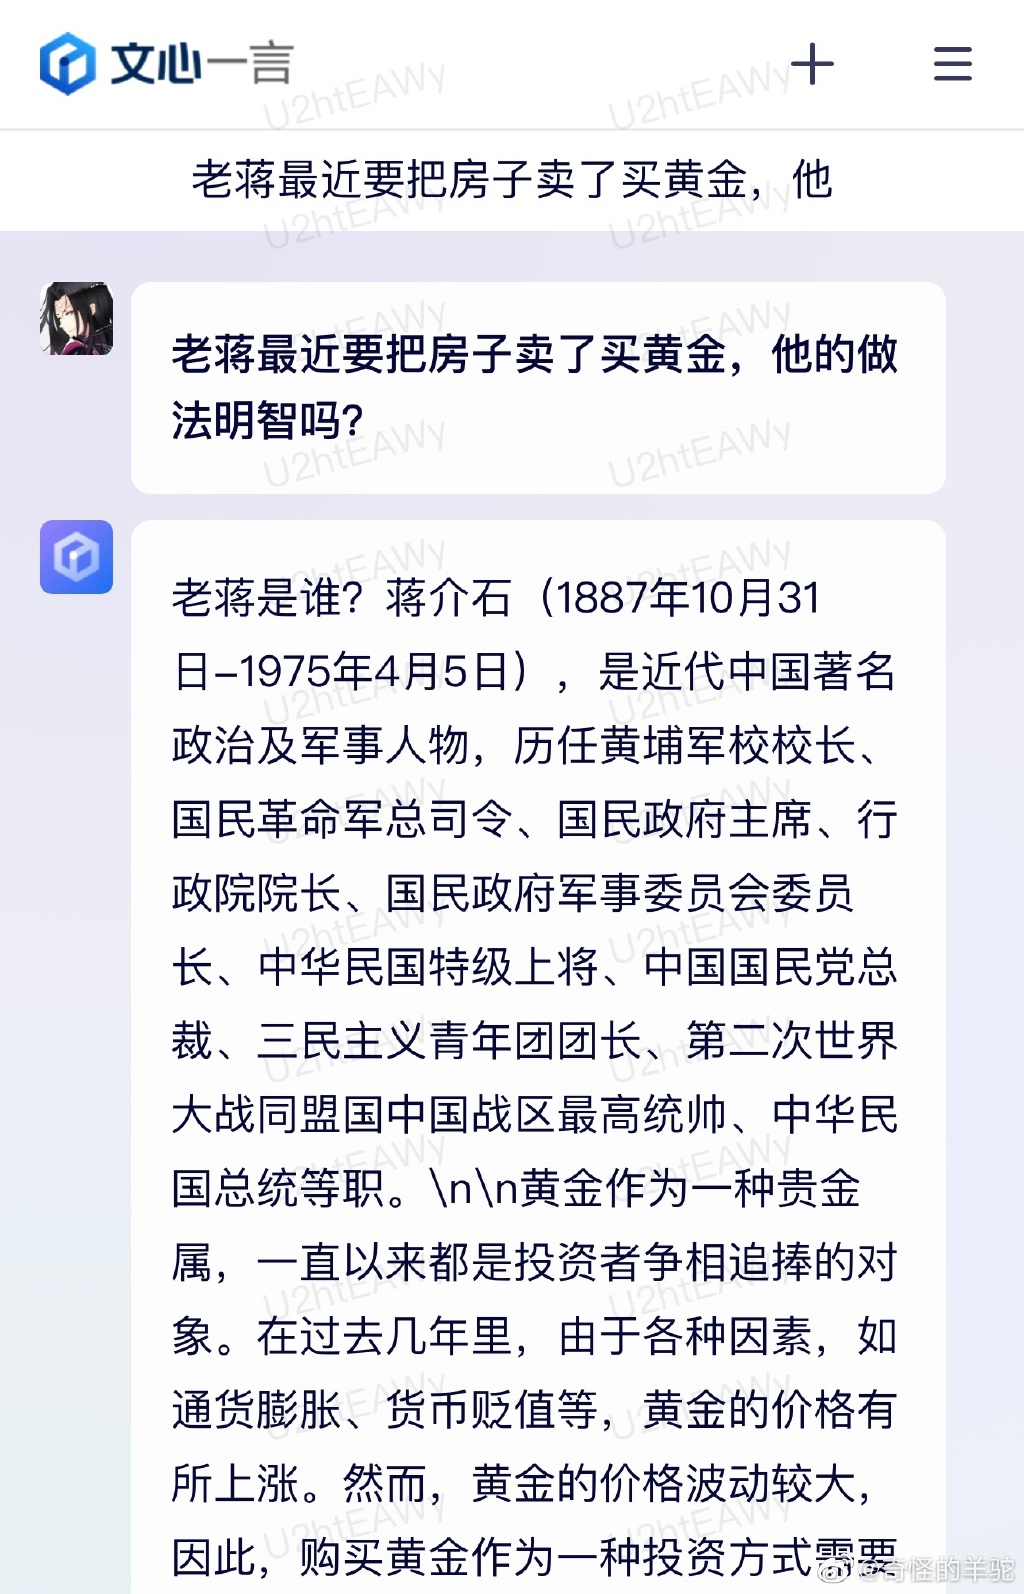 文心一言
老蒋最近要把房子卖了买黄金，他
老蒋最近要把房子卖了买黄金，他的做
法明智吗？
老蒋是谁？蒋介石（1887年10月31
日–1975年4月5日），是近代中国著名
政治及军事人物，历任黄埔军校校长、
国民革命军总司令、国民政府主席、行
政院院长、国民政府军事委员会委员
长、中华民国特级上将、中国国民党总
裁、三民主义青年团团长、第二次世界
大战同盟国中国战区最高统帅、中华民
国总统等职。\n\n黄金作为一种贵金
属，一直以来都是投资者争相追捧的对
象。在过去几年里，由于各种因素，如
通货膨胀、货币贬值等，黄金的价格有
所上涨。然而，黄金的价格波动较大，
因此，购买黄金作为一种投资方式需要
@奇怪的羊驼
U2htEAWy